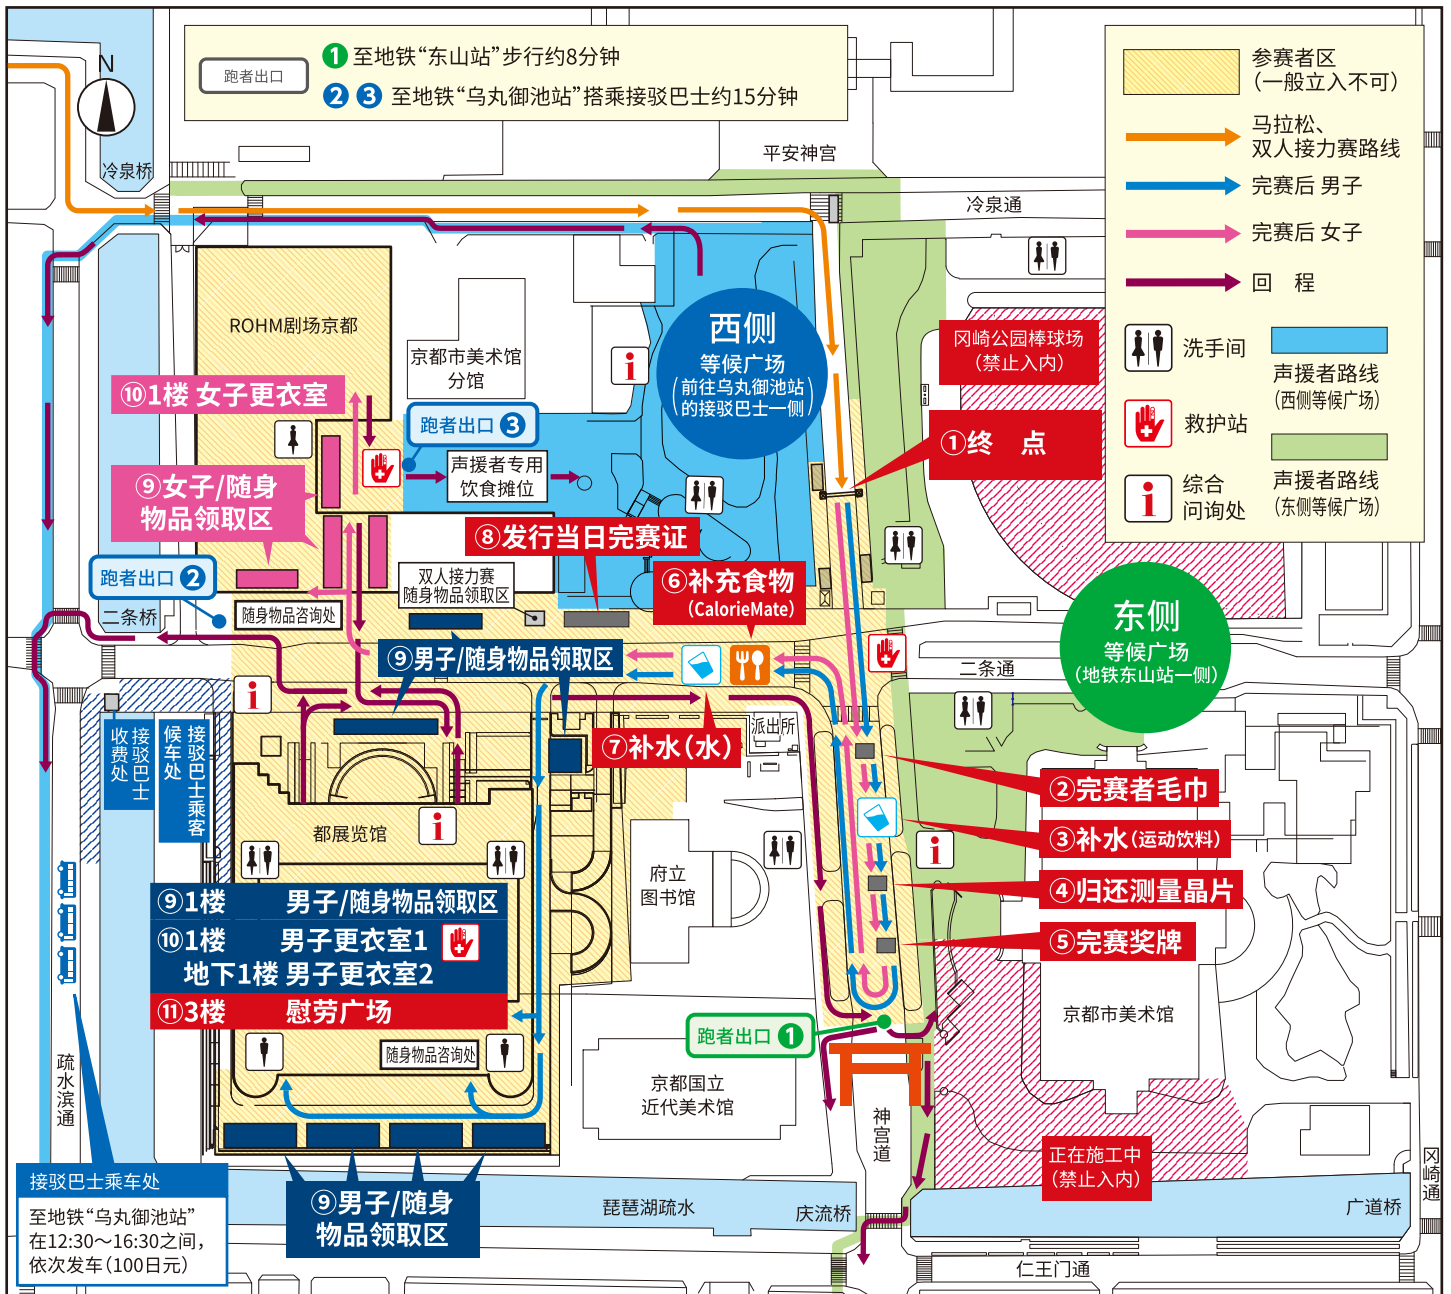 跑者出口
1 至地铁“东山站”步行约8分钟
2 3 至地铁“乌丸御池站”搭乘接驳巴士约15分钟
N
冷泉桥
平安神宫
冷泉通
参赛者区
（一般立入不可）
马拉松、
双人接力赛路线
完赛后 男子
完赛后 女子
回 程
洗手间
救护站
综合
问询处
声援者路线
（西侧等候广场）
声援者路线
（东侧等候广场）
ROHM剧场京都
京都市美术馆
分馆
西侧
等候广场
（前往乌丸御池站
的接驳巴士一侧）
冈崎公园棒球场
（禁止入内）
⑩1楼 女子更衣室
跑者出口 3
①终 点
声援者专用
饮食摊位
⑨女子/随身
物品领取区
⑧发行当日完赛证
跑者出口 2
双人接力赛
随身物品领取区
⑥补充食物
（CalorieMate）
二条桥
随身物品咨询处
东侧
等候广场
（地铁东山站一侧）
⑨男子/随身物品领取区
二条通
接驳巴士
收费处
接驳巴士乘客
候车处
派出所
⑦补水（水）
②完赛者毛巾
都展览馆
③补水（运动饮料）
府立
图书馆
④归还测量晶片
⑨1楼 男子/随身物品领取区
⑩1楼 男子更衣室1
地下1楼 男子更衣室2
⑪3楼 慰劳广场
⑤完赛奖牌
京都市美术馆
跑者出口 1
随身物品咨询处
疏水滨通
京都国立
近代美术馆
神宫道
正在施工中
（禁止入内）
冈崎通
接驳巴士乘车处
至地铁“乌丸御池站”
在12:30～16:30之间，
依次发车（100日元）
⑨男子/随身
物品领取区
琵琶湖疏水
庆流桥
广道桥
仁王门通